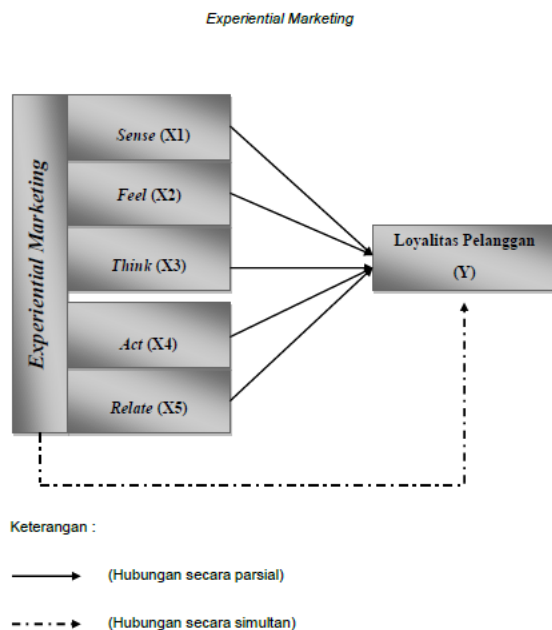 Experiential Marketing
Experiential Marketing
Sense (X1)
Feel (X2)
Think (X3)
Act (X4)
Relate (X5)
Loyalitas Pelanggan
(Y)
Keterangan :
(Hubungan secara parsial)
(Hubungan secara simultan)